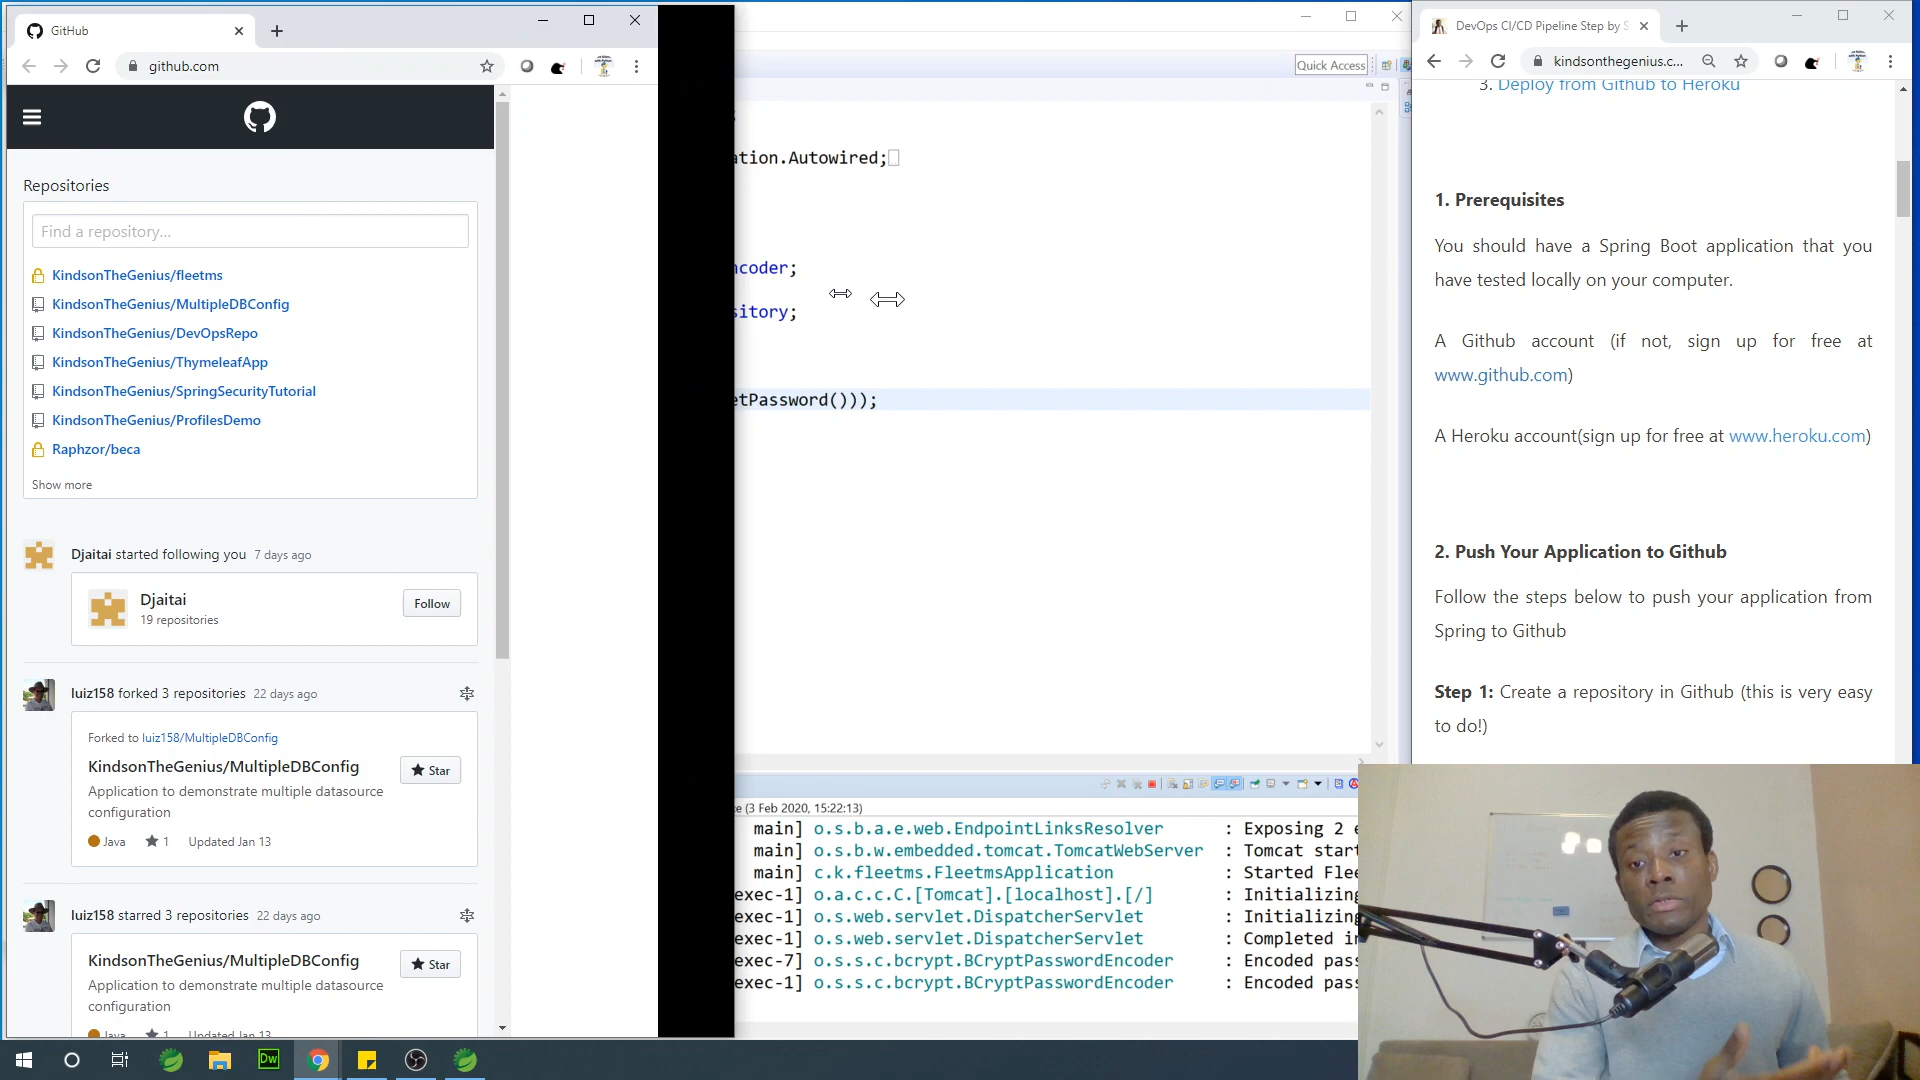 GitHub
github.com
Repositories
Find a repository...
KindsonTheGenius/fleetms
KindsonTheGenius/MultipleDBConfig
KindsonTheGenius/DevOpsRepo
KindsonTheGenius/ThymeleafApp
KindsonTheGenius/SpringSecurityTutorial
KindsonTheGenius/ProfilesDemo
Raphzor/beca
Show more
Djaitai started following you 7 days ago
Djaitai
19 repositories
Follow
luiz158 forked 3 repositories 22 days ago
Forked to luiz158/MultipleDBConfig
KindsonTheGenius/MultipleDBConfig
Star
Application to demonstrate multiple datasource
configuration
Java 1 Updated Jan 13
luiz158 starred 3 repositories 22 days ago
KindsonTheGenius/MultipleDBConfig
Star
Application to demonstrate multiple datasource
configuration
Java 1 Updated Jan 13
Quick Access
ation.Autowired;
ncoder;
sitory;
etPassword()));
e (3 Feb 2020, 15:22:13)
main] o.s.b.a.e.web.EndpointLinksResolver : Exposing 2 e
main] o.s.b.w.embedded.tomcat.TomcatWebServer : Tomcat start
main] c.k.fleetms.FleetmsApplication : Started Flee
exec-1] o.a.c.c.C.[Tomcat].[localhost].[/] : Initializing
exec-1] o.s.web.servlet.DispatcherServlet : Initializing
exec-1] o.s.web.servlet.DispatcherServlet : Completed in
exec-7] o.s.s.c.bcrypt.BCryptPasswordEncoder : Encoded pass
exec-1] o.s.s.c.bcrypt.BCryptPasswordEncoder : Encoded pass
DevOps CI/CD Pipeline Step by S
kindsonthegenius.c...
3. Deploy from Github to Heroku
1. Prerequisites
You should have a Spring Boot application that you
have tested locally on your computer.
A Github account (if not, sign up for free at
www.github.com)
A Heroku account(sign up for free at www.heroku.com)
2. Push Your Application to Github
Follow the steps below to push your application from
Spring to Github
Step 1: Create a repository in Github (this is very easy
to do!)
Dw